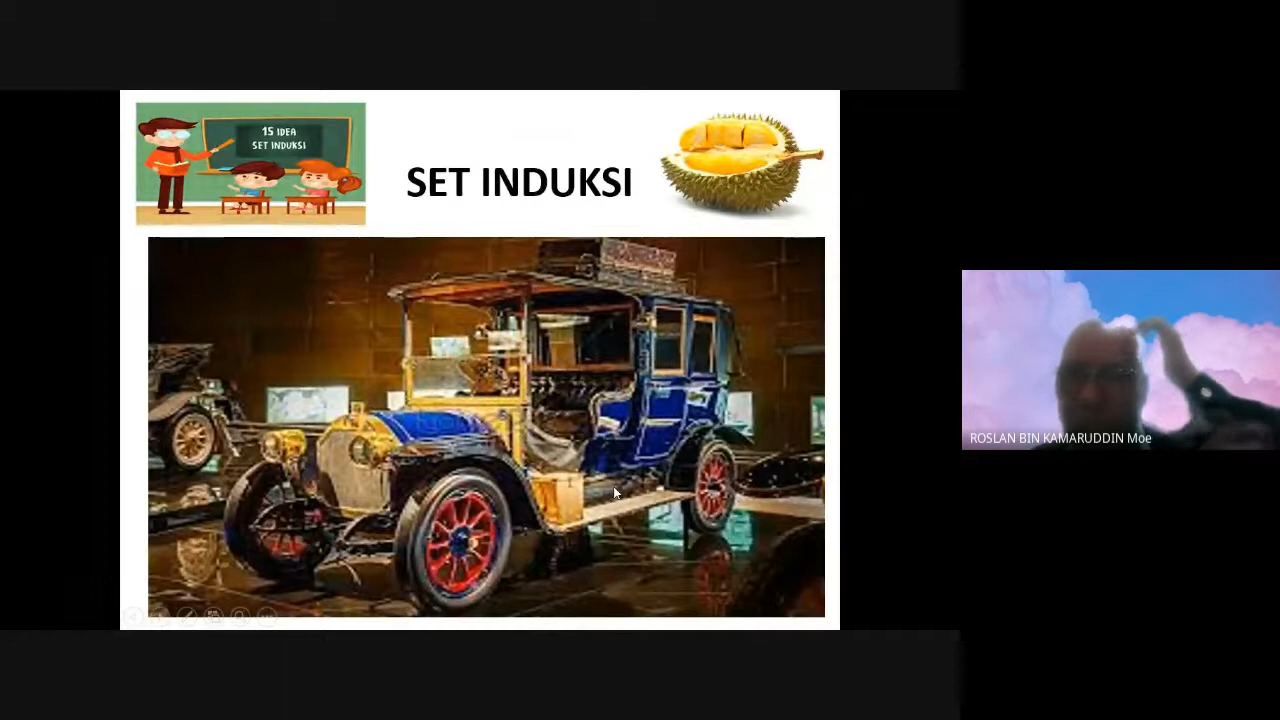 15 IDEA
SET INDUKSI
SET INDUKSI
ROSLAN BIN KAMARUDDIN Moe